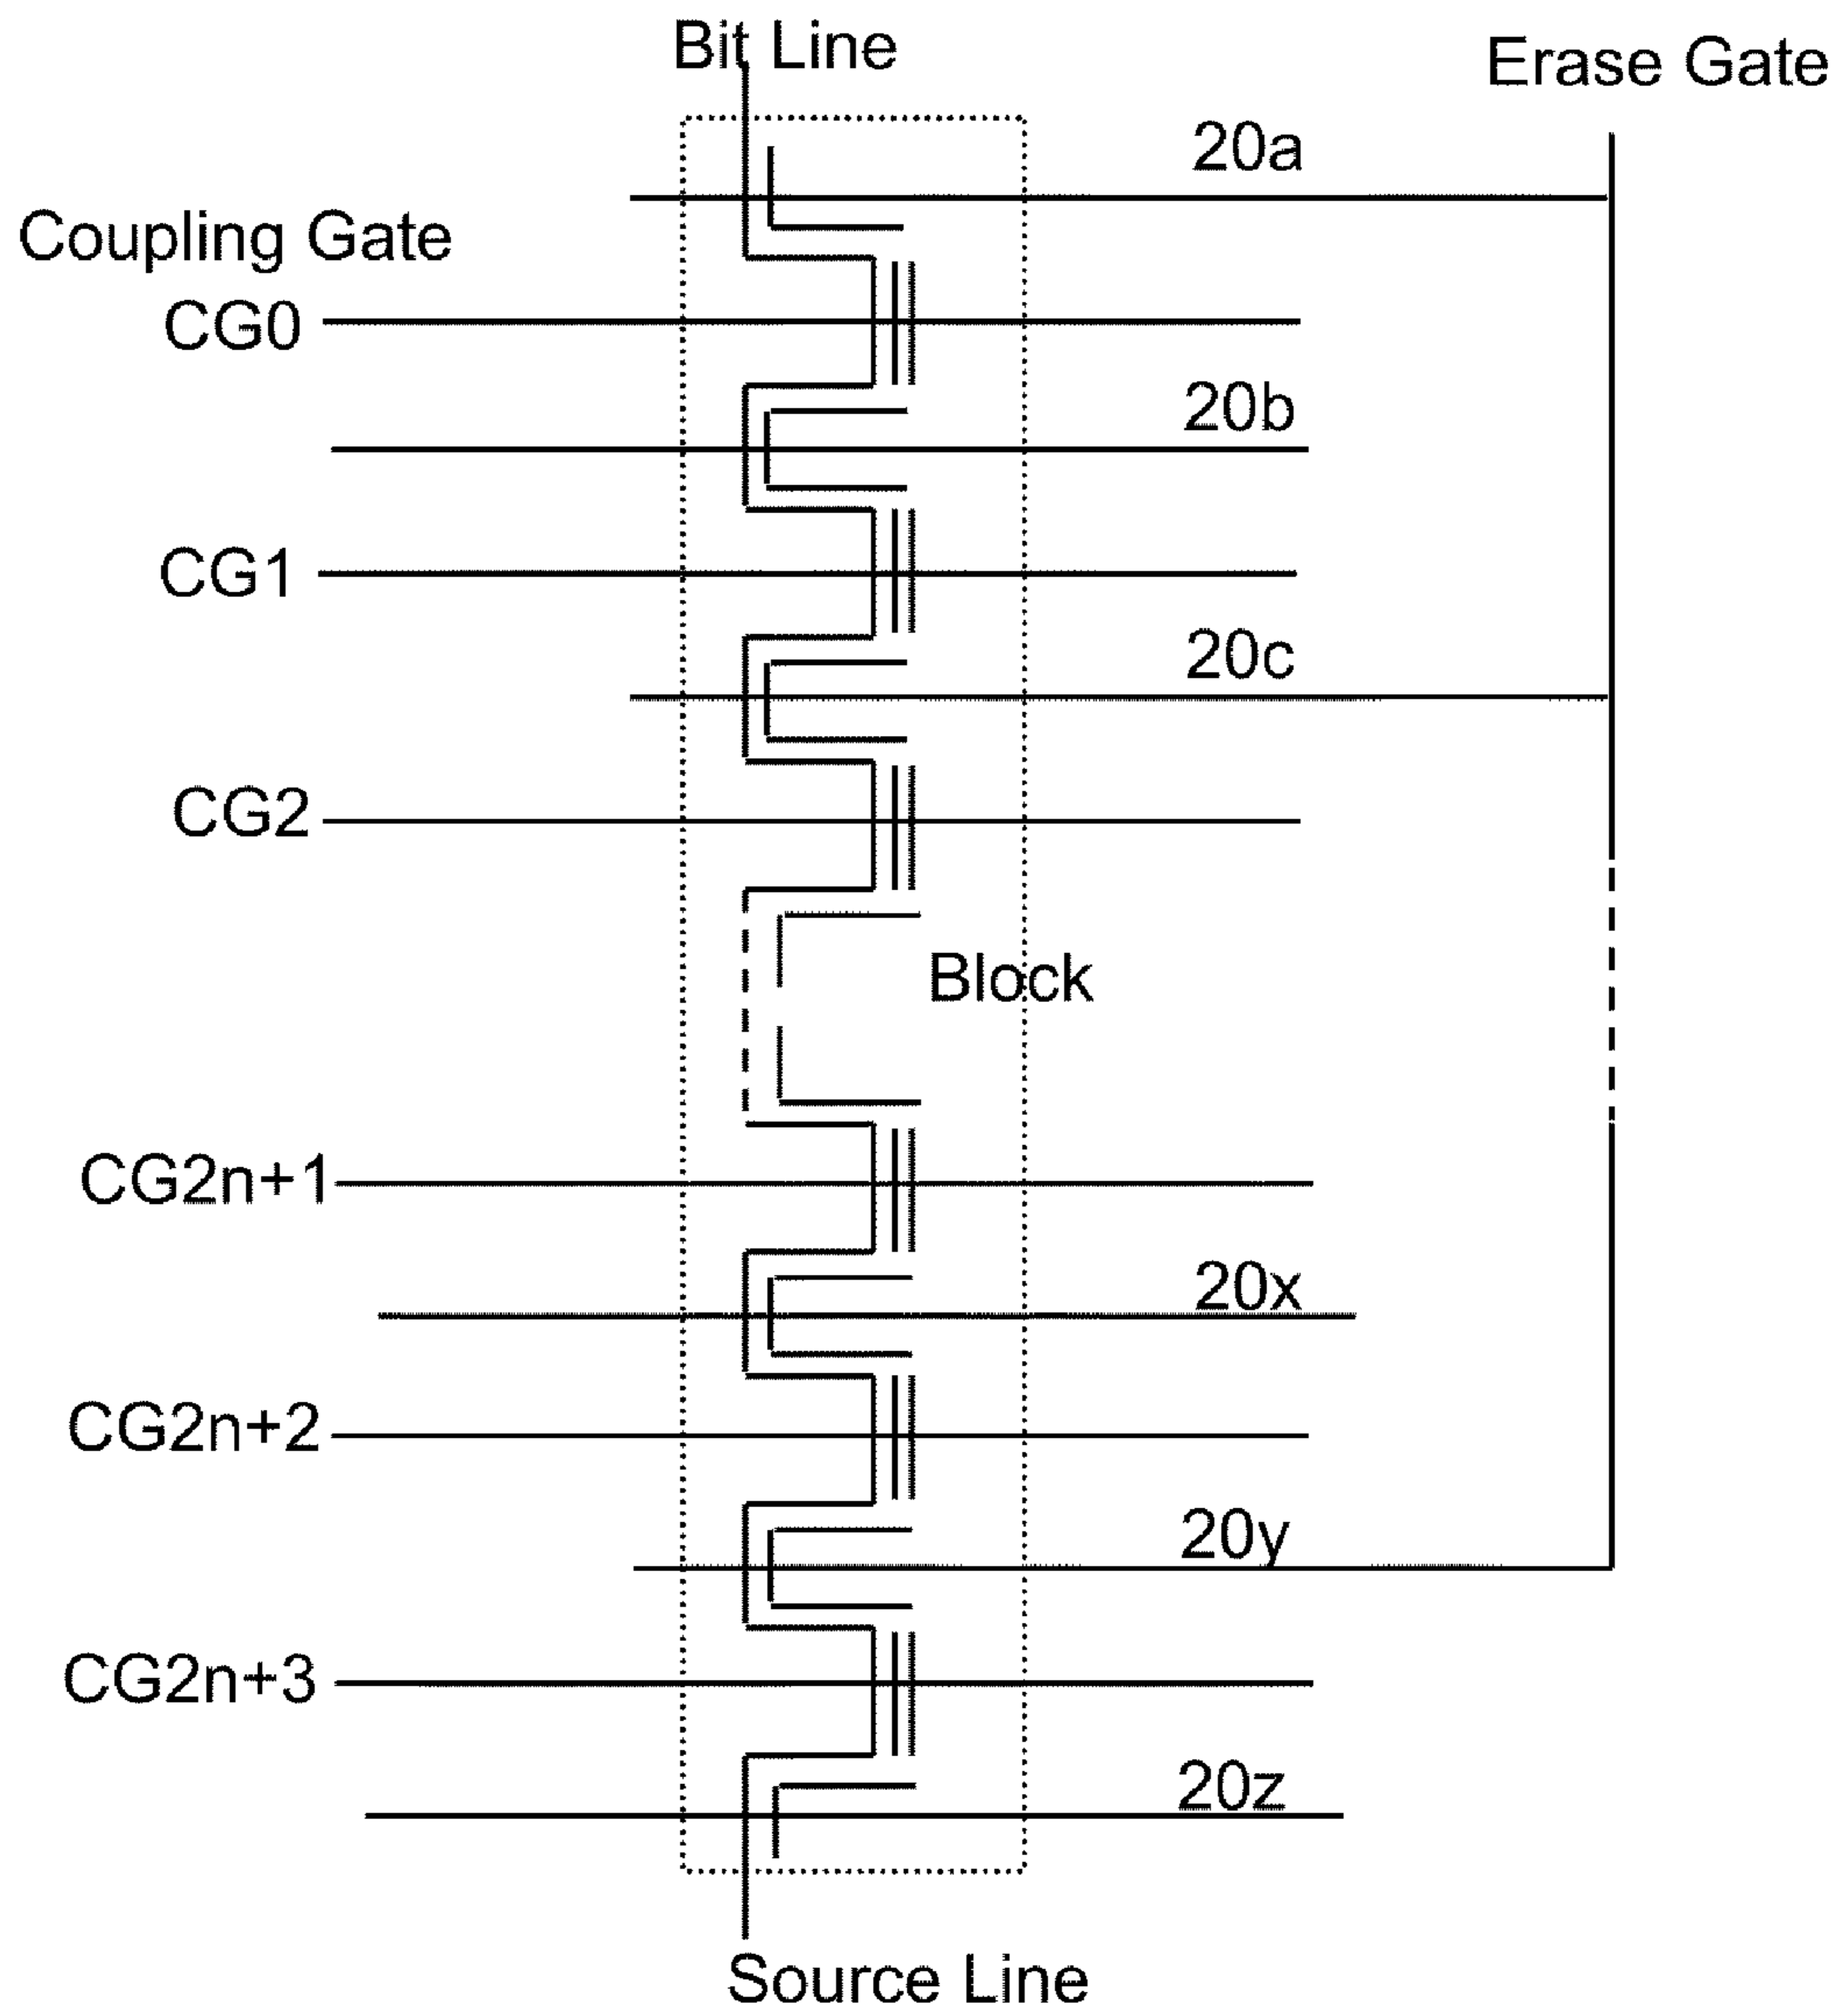 Bit Line
Erase Gate
20a
Coupling Gate
CG0
20b
CG1
20c
CG2
Block
CG2n+1
20x
CG2n+2
20y
CG2n+3
20z
Source Line